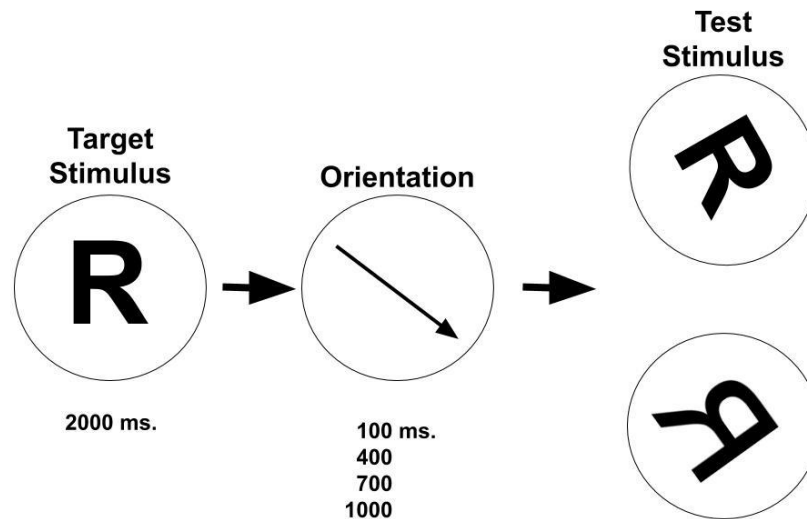 Target
Stimulus
R
2000 ms.
Orientation
100 ms.
400
700
1000
Test
Stimulus
R
R